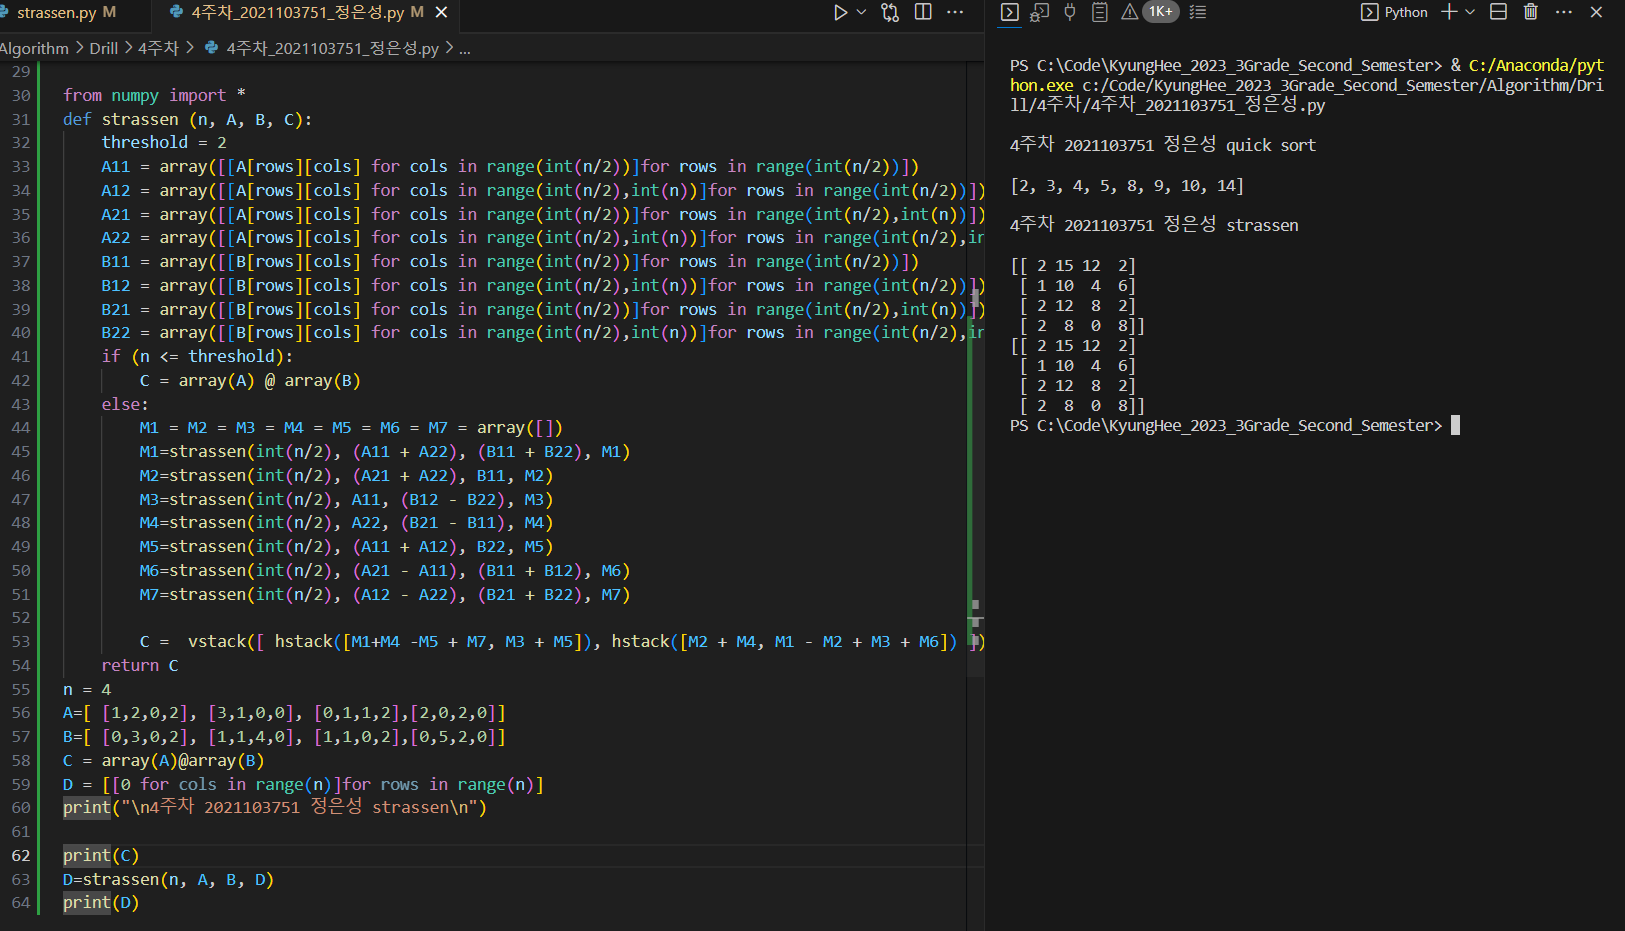 strassen.py M
4주차_2021103751_정은성.py M
Algorithm > Drill > 4주차 > 4주차_2021103751_정은성.py > ...
29
30 from numpy import *
31 def strassen (n, A, B, C):
32 threshold = 2
33 A11 = array([[A[rows][cols] for cols in range(int(n/2))]for rows in range(int(n/2))])
34 A12 = array([[A[rows][cols] for cols in range(int(n/2),int(n))]for rows in range(int(n/2))])
35 A21 = array([[A[rows][cols] for cols in range(int(n/2))]for rows in range(int(n/2),int(n))])
36 A22 = array([[A[rows][cols] for cols in range(int(n/2),int(n))]for rows in range(int(n/2),in
37 B11 = array([[B[rows][cols] for cols in range(int(n/2))]for rows in range(int(n/2))])
38 B12 = array([[B[rows][cols] for cols in range(int(n/2),int(n))]for rows in range(int(n/2))])
39 B21 = array([[B[rows][cols] for cols in range(int(n/2))]for rows in range(int(n/2),int(n))])
40 B22 = array([[B[rows][cols] for cols in range(int(n/2),int(n))]for rows in range(int(n/2),in
41 if (n <= threshold):
42 C = array(A) @ array(B)
43 else:
44 M1 = M2 = M3 = M4 = M5 = M6 = M7 = array([])
45 M1=strassen(int(n/2), (A11 + A22), (B11 + B22), M1)
46 M2=strassen(int(n/2), (A21 + A22), B11, M2)
47 M3=strassen(int(n/2), A11, (B12 - B22), M3)
48 M4=strassen(int(n/2), A22, (B21 - B11), M4)
49 M5=strassen(int(n/2), (A11 + A12), B22, M5)
50 M6=strassen(int(n/2), (A21 - A11), (B11 + B12), M6)
51 M7=strassen(int(n/2), (A12 - A22), (B21 + B22), M7)
52
53 C =  vstack([ hstack([M1+M4 -M5 + M7, M3 + M5]), hstack([M2 + M4, M1 - M2 + M3 + M6]) ])
54 return C
55 n = 4
56 A=[ [1,2,0,2], [3,1,0,0], [0,1,1,2],[2,0,2,0]]
57 B=[ [0,3,0,2], [1,1,4,0], [1,1,0,2],[0,5,2,0]]
58 C = array(A)@array(B)
59 D = [[0 for cols in range(n)]for rows in range(n)]
60 print("\n4주차 2021103751 정은성 strassen\n")
61
62 print(C)
63 D=strassen(n, A, B, D)
64 print(D)
1K+
Python
PS C:\Code\KyungHee_2023_3Grade_Second_Semester> & C:/Anaconda/pyt
hon.exe c:/Code/KyungHee_2023_3Grade_Second_Semester/Algorithm/Dri
ll/4주차/4주차_2021103751_정은성.py
4주차 2021103751 정은성 quick sort
[2, 3, 4, 5, 8, 9, 10, 14]
4주차 2021103751 정은성 strassen
[[ 2 15 12  2]
[ 1 10  4  6]
[ 2 12  8  2]
[ 2  8  0  8]]
[[ 2 15 12  2]
[ 1 10  4  6]
[ 2 12  8  2]
[ 2  8  0  8]]
PS C:\Code\KyungHee_2023_3Grade_Second_Semester>